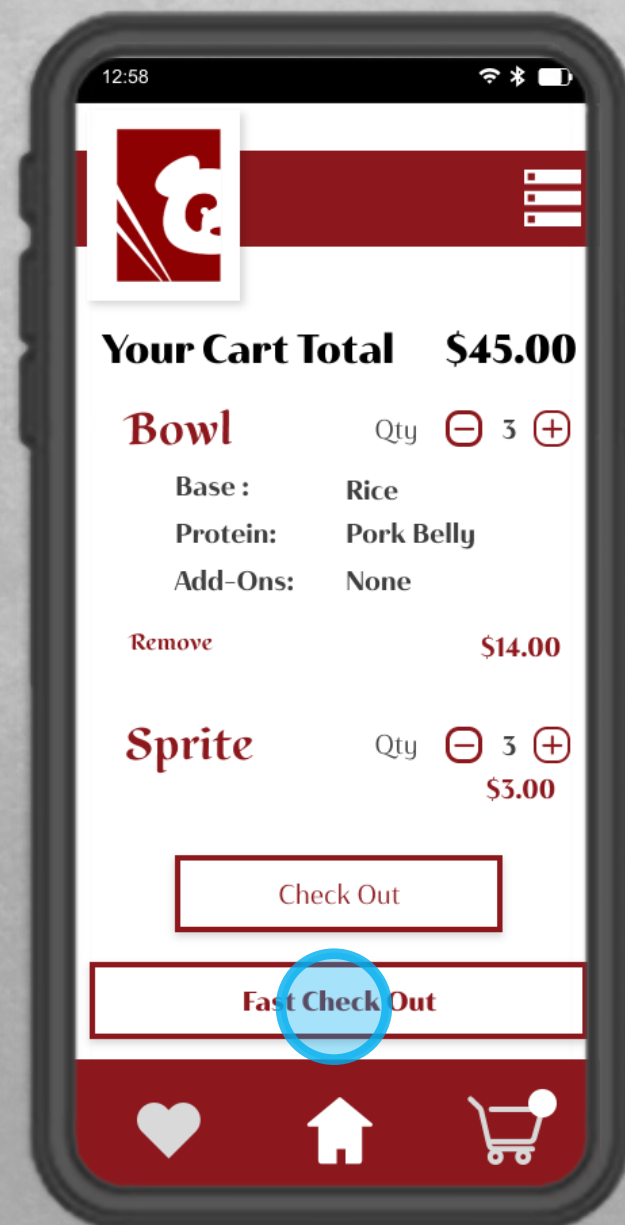 12:58
Your Cart Total $45.00
Bowl Qty 3
Base : Rice
Protein: Pork Belly
Add-Ons: None
Remove $14.00
Sprite Qty 3
$3.00
Check Out
Fast Check Out